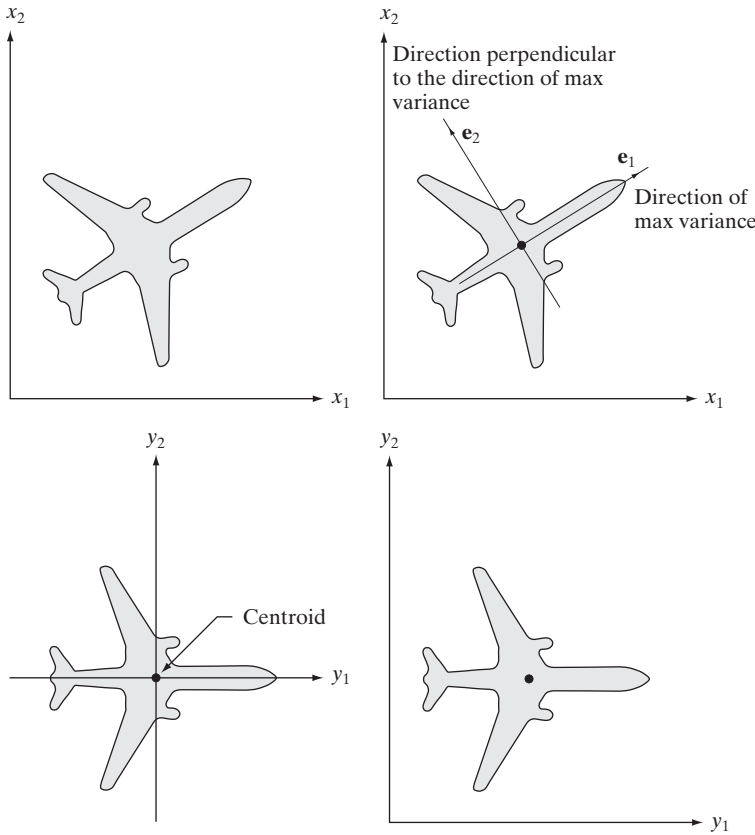 x2
x1
x2
Direction perpendicular
to the direction of max
variance
e2
e1
Direction of
max variance
x1
y2
Centroid
y1
y2
y1